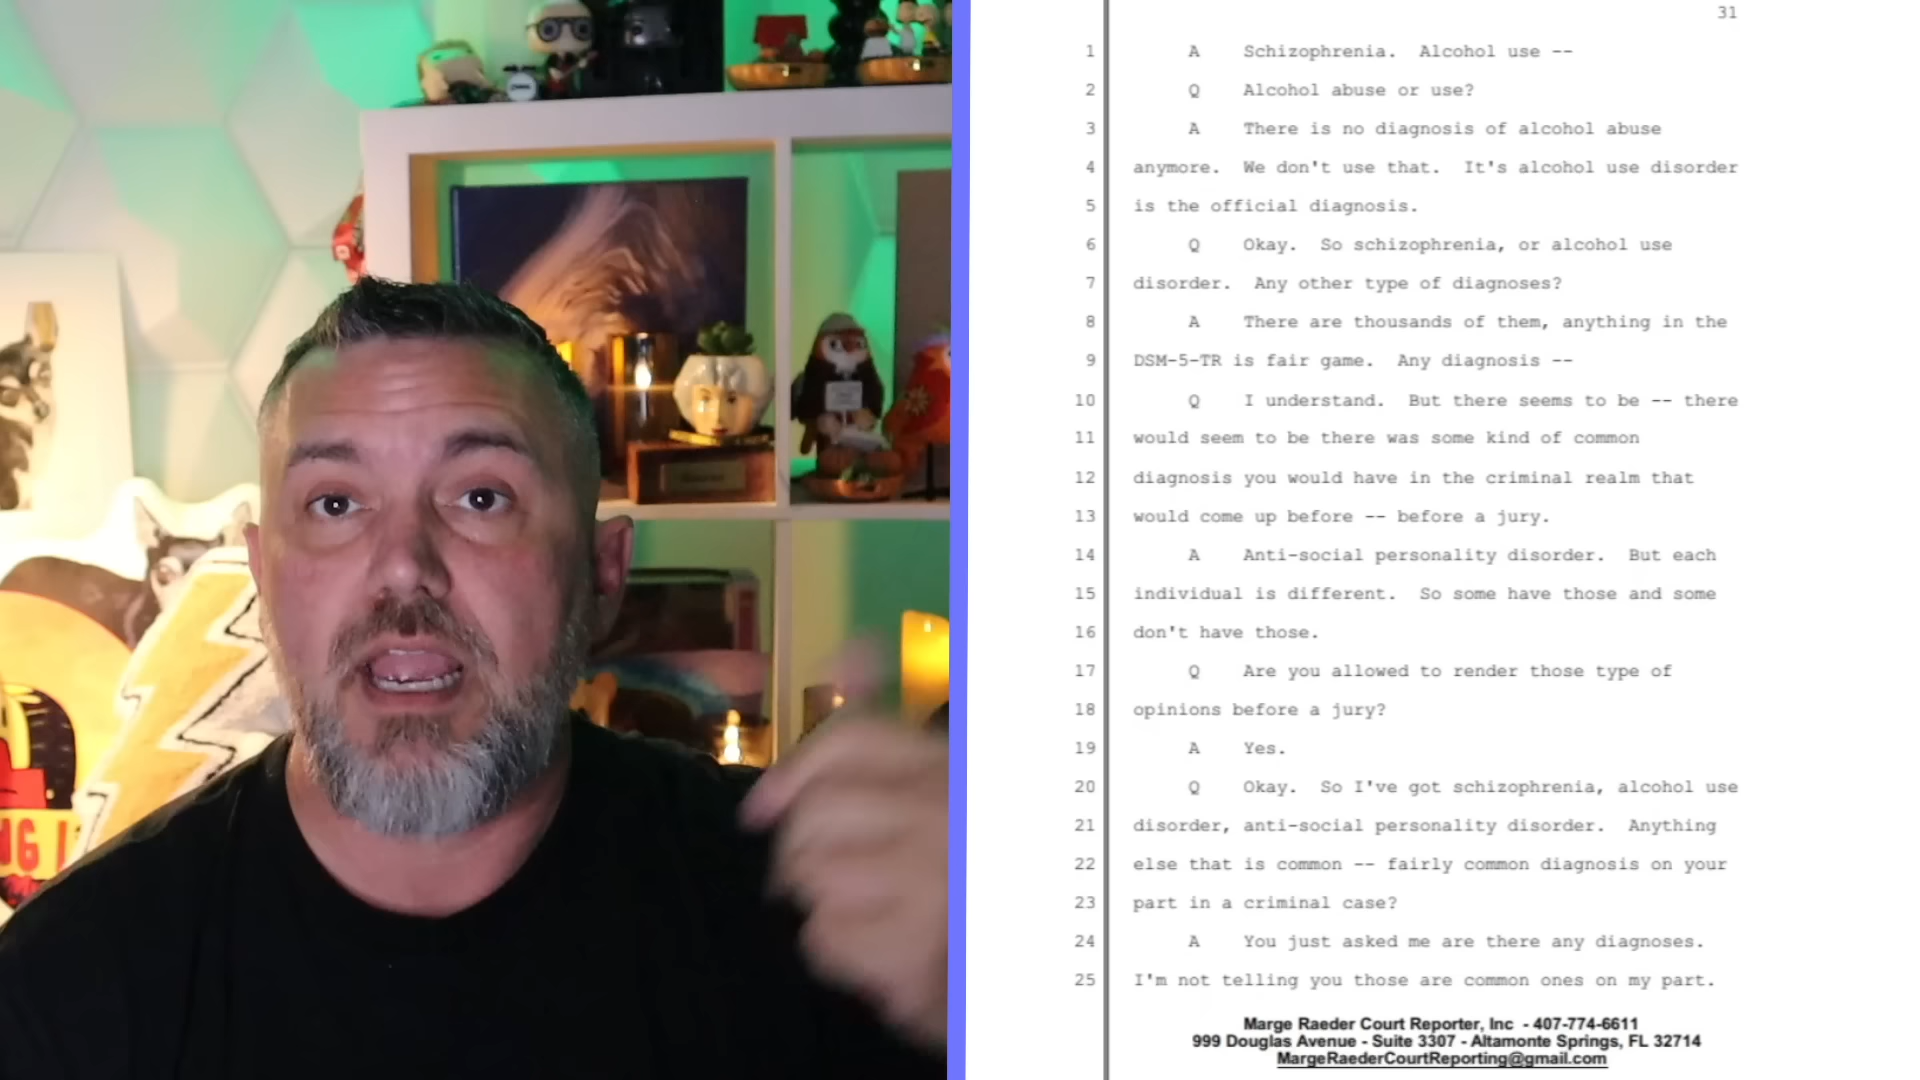 31
1 A Schizophrenia. Alcohol use --
2 Q Alcohol abuse or use?
3 A There is no diagnosis of alcohol abuse
4 anymore. We don't use that. It's alcohol use disorder
5 is the official diagnosis.
6 Q Okay. So schizophrenia, or alcohol use
7 disorder. Any other type of diagnoses?
8 A There are thousands of them, anything in the
9 DSM-5-TR is fair game. Any diagnosis --
10 Q I understand. But there seems to be -- there
11 would seem to be there was some kind of common
12 diagnosis you would have in the criminal realm that
13 would come up before -- before a jury.
14 A Anti-social personality disorder. But each
15 individual is different. So some have those and some
16 don't have those.
17 Q Are you allowed to render those type of
18 opinions before a jury?
19 A Yes.
20 Q Okay. So I've got schizophrenia, alcohol use
21 disorder, anti-social personality disorder. Anything
22 else that is common -- fairly common diagnosis on your
23 part in a criminal case?
24 A You just asked me are there any diagnoses.
25 I'm not telling you those are common ones on my part.
Marge Raeder Court Reporter, Inc - 407-774-6611
999 Douglas Avenue - Suite 3307 - Altamonte Springs, FL 32714
MargeRaederCourtReporting@gmail.com